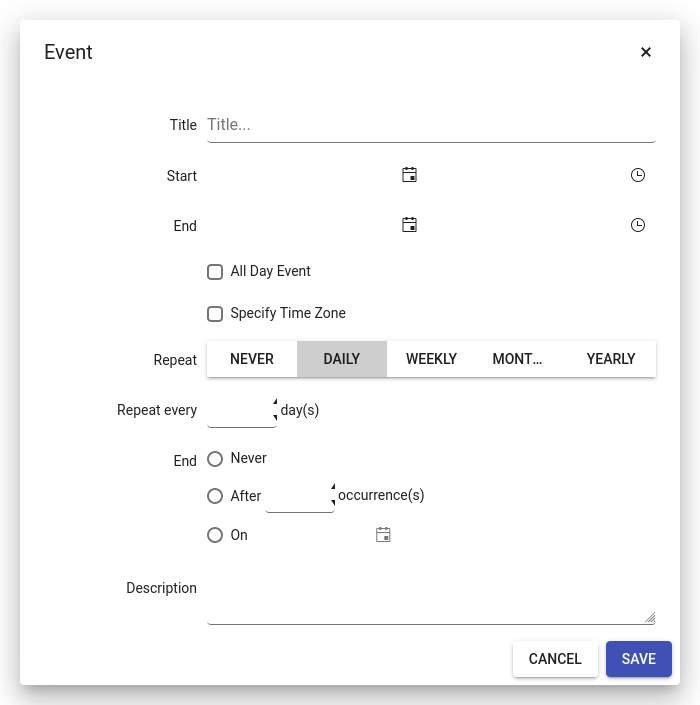 Event
Title Title...
Start
End
All Day Event
Specify Time Zone
Repeat NEVER DAILY WEEKLY MONT... YEARLY
Repeat every day(s)
End Never
After occurrence(s)
On
Description
CANCEL SAVE